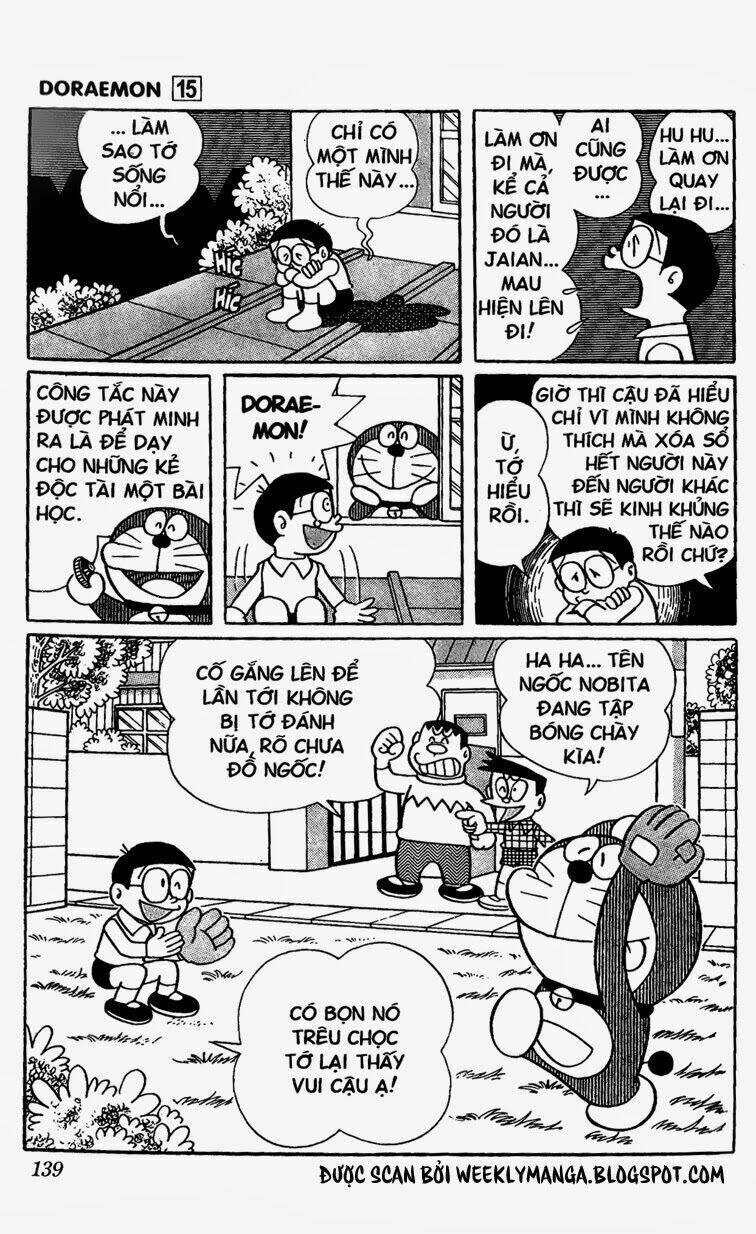 DORAEMON 15
HU HU...
LÀM ƠN
QUAY
LẠI ĐI...
AI
CŨNG
ĐƯỢC
...
LÀM ƠN
ĐI MÀ,
KỂ CẢ
NGƯỜI
ĐÓ LÀ
JAIAN...
MAU
HIỆN LÊN
ĐI!
CHỈ CÓ
MỘT MÌNH
THẾ NÀY...
... LÀM
SAO TỚ
SỐNG
NỔI...
HÍC
HÍC
GIỜ THÌ CẬU ĐÃ HIỂU
CHỈ VÌ MÌNH KHÔNG
THÍCH MÀ XÓA SỔ
HẾT NGƯỜI NÀY
ĐẾN NGƯỜI KHÁC
THÌ SẼ KINH KHỦNG
THẾ NÀO
RỒI CHỨ?
Ừ,
TỚ
HIỂU
RỒI.
DORAE-
MON!
CÔNG TẮC NÀY
ĐƯỢC PHÁT MINH
RA LÀ ĐỂ DẠY
CHO NHỮNG KẺ
ĐỘC TÀI MỘT BÀI
HỌC.
HA HA... TÊN
NGỐC NOBITA
ĐANG TẬP
BÓNG CHÀY
KÌA!
CỐ GẮNG LÊN ĐỂ
LẦN TỚI KHÔNG
BỊ TỚ ĐÁNH
NỮA, RÕ CHƯA
ĐỒ NGỐC!
CÓ BỌN NÓ
TRÊU CHỌC
TỚ LẠI THẤY
VUI CẬU Ạ!
139
ĐƯỢC SCAN BỞI WEEKLYMANGA.BLOGSPOT.COM